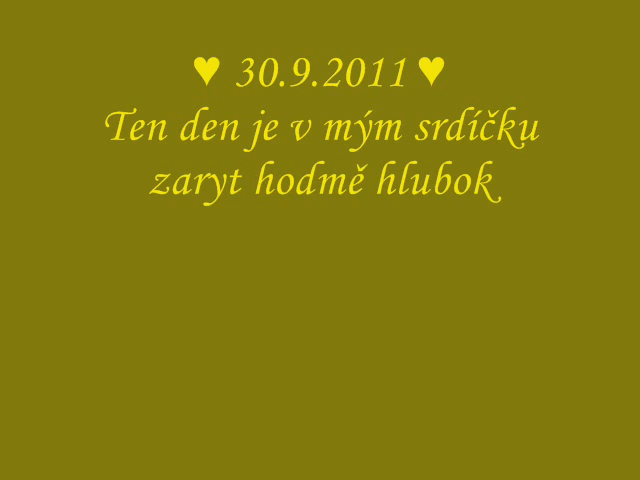 ♥ 30.9.2011 ♥
Ten den je v mým srdíčku
zaryt hodmě hlubok